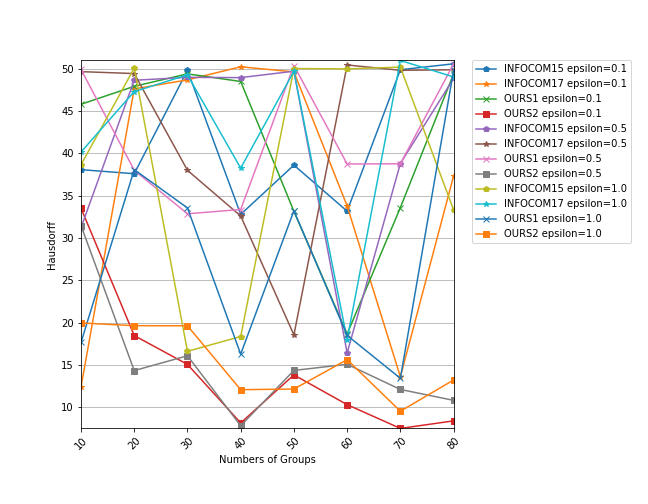 50
45
40
35
30
25
20
15
10
Hausdorff
10
20
30
40
50
60
70
80
Numbers of Groups
INFOCOM15 epsilon=0.1
INFOCOM17 epsilon=0.1
OURS1 epsilon=0.1
OURS2 epsilon=0.1
INFOCOM15 epsilon=0.5
INFOCOM17 epsilon=0.5
OURS1 epsilon=0.5
OURS2 epsilon=0.5
INFOCOM15 epsilon=1.0
INFOCOM17 epsilon=1.0
OURS1 epsilon=1.0
OURS2 epsilon=1.0